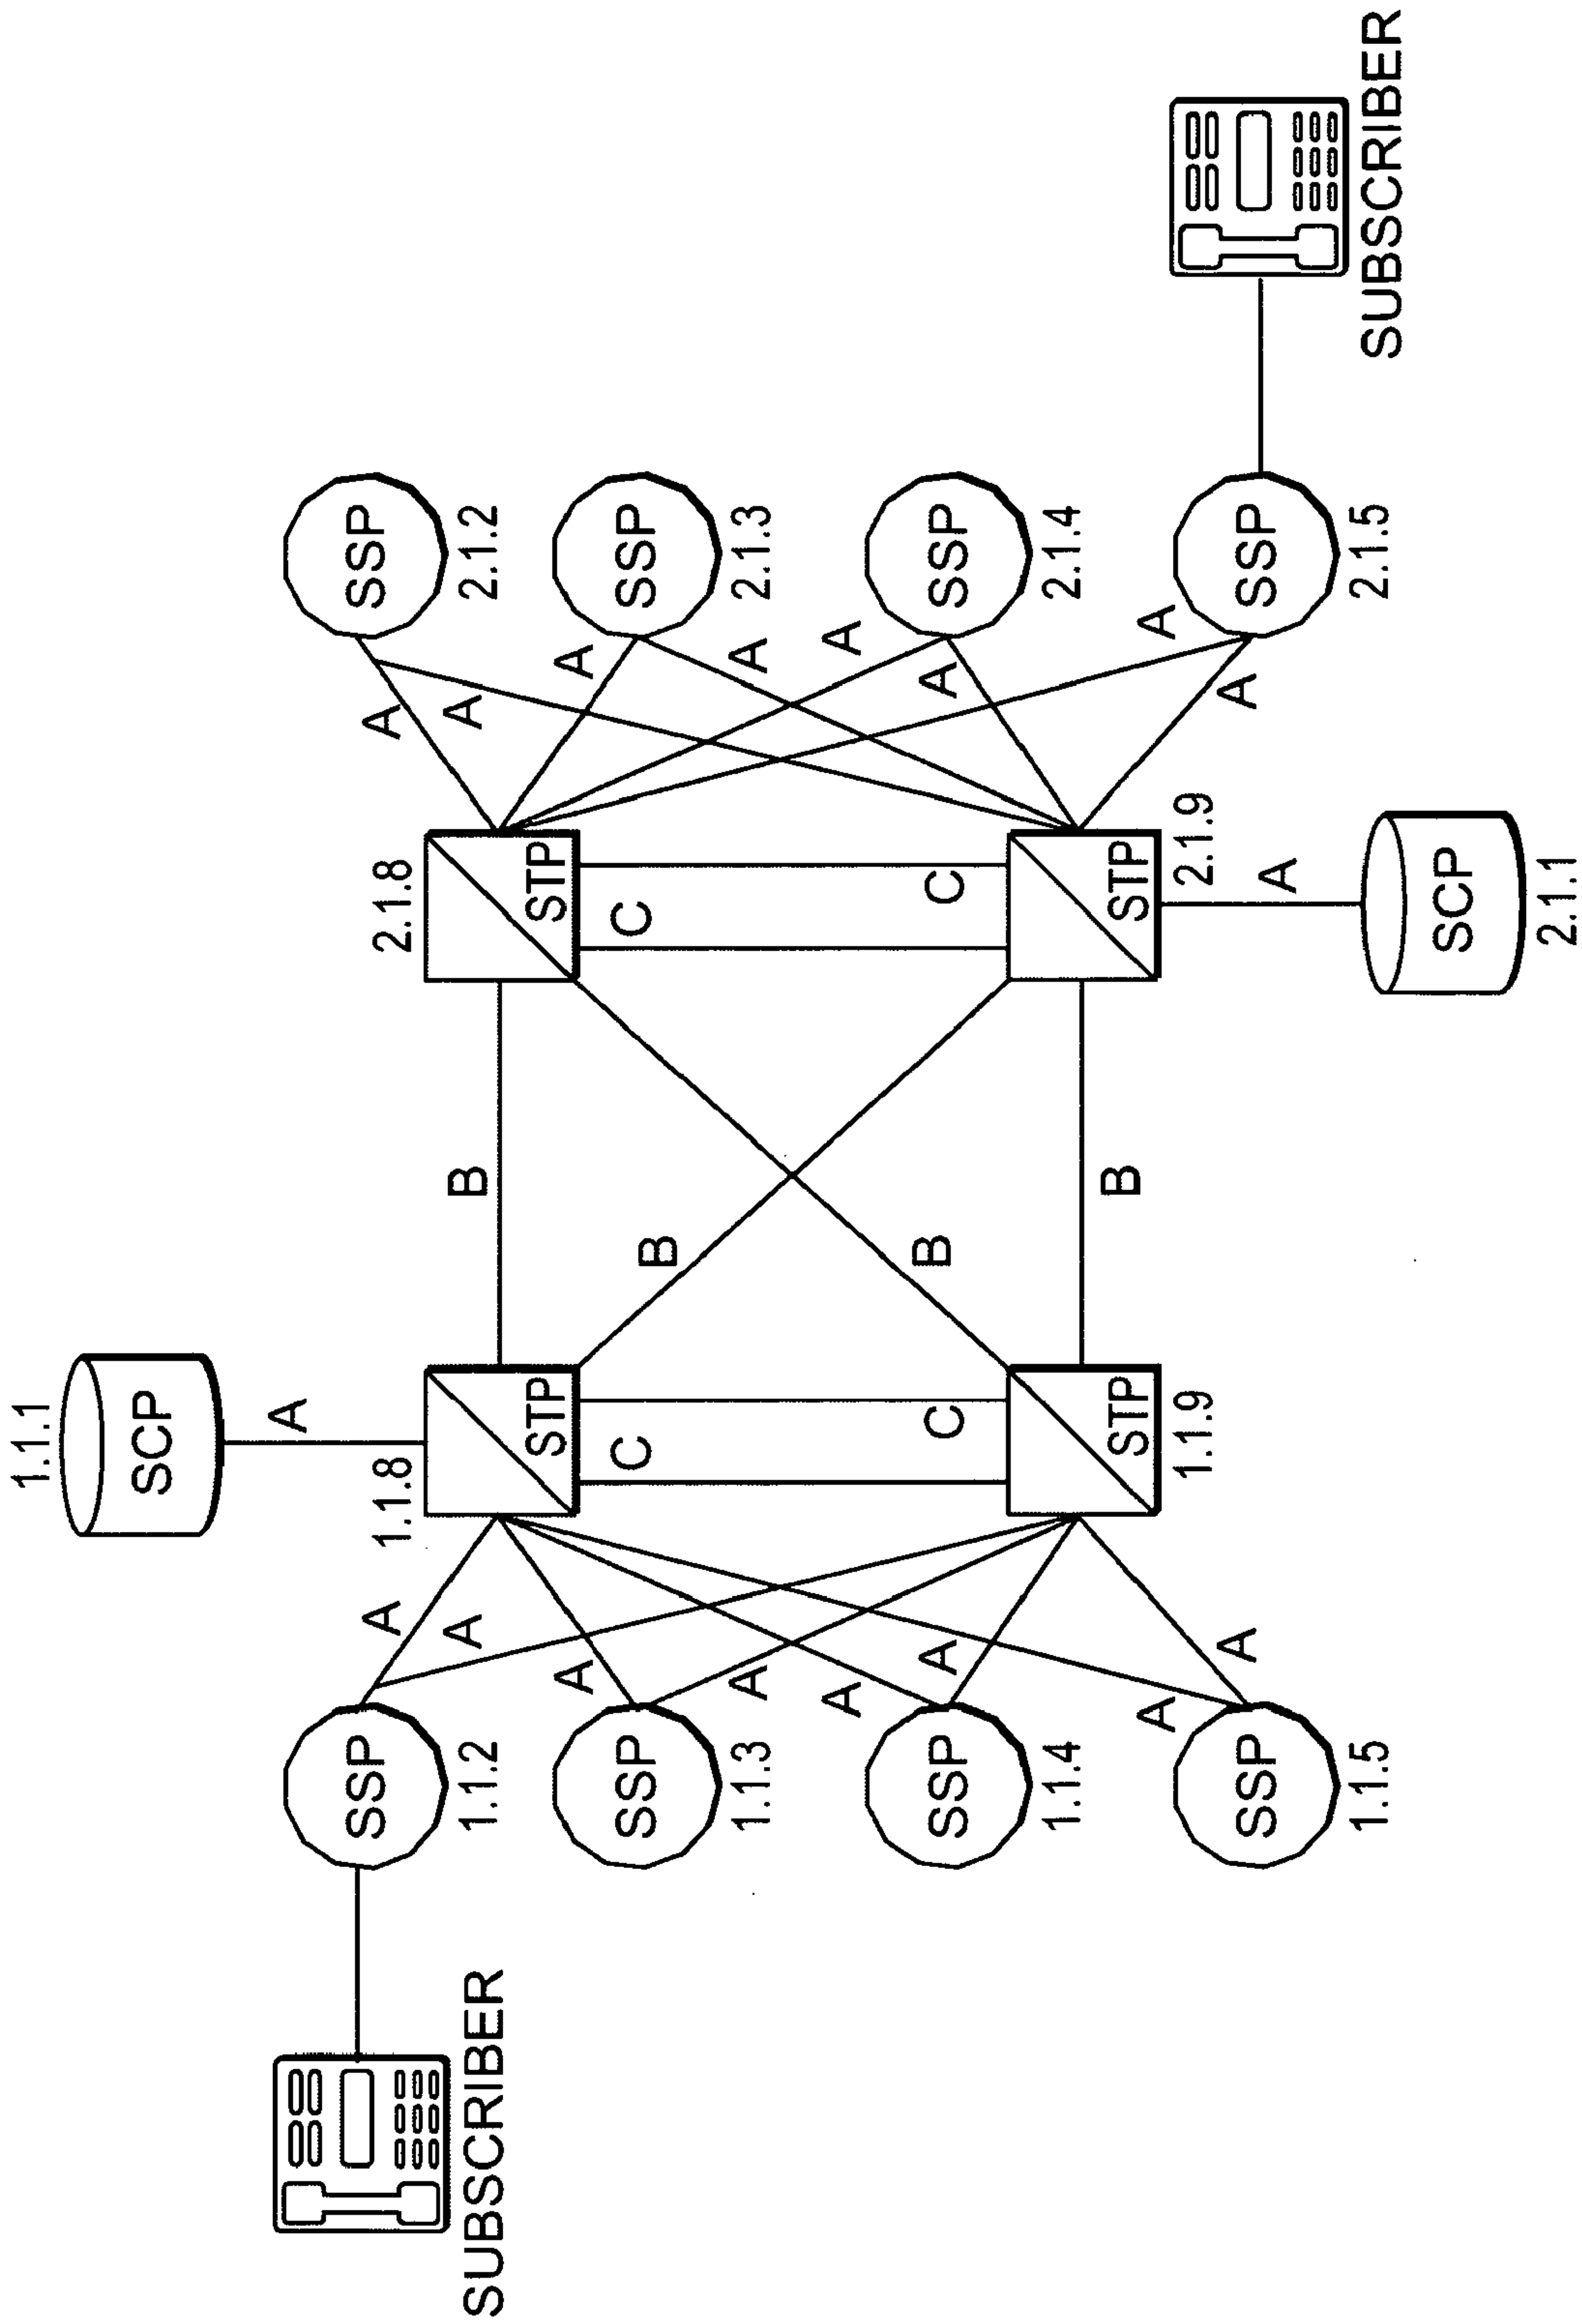 1.1.1
SCP
A
SSP
A
A
SSP
1.1.8
2.1.8
A
B
A
SUBSCRIBER
1.1.2
2.1.2
STP
STP
A
A
SSP
C
B
C
SSP
1.1.3
A
A
2.1.3
A
A
SSP
A
C
B
C
A
SSP
1.1.4
2.1.4
B
STP
STP
A
A
1.1.9
2.1.9
A
A
SSP
SSP
A
1.1.5
2.1.5
SUBSCRIBER
SCP
2.1.1